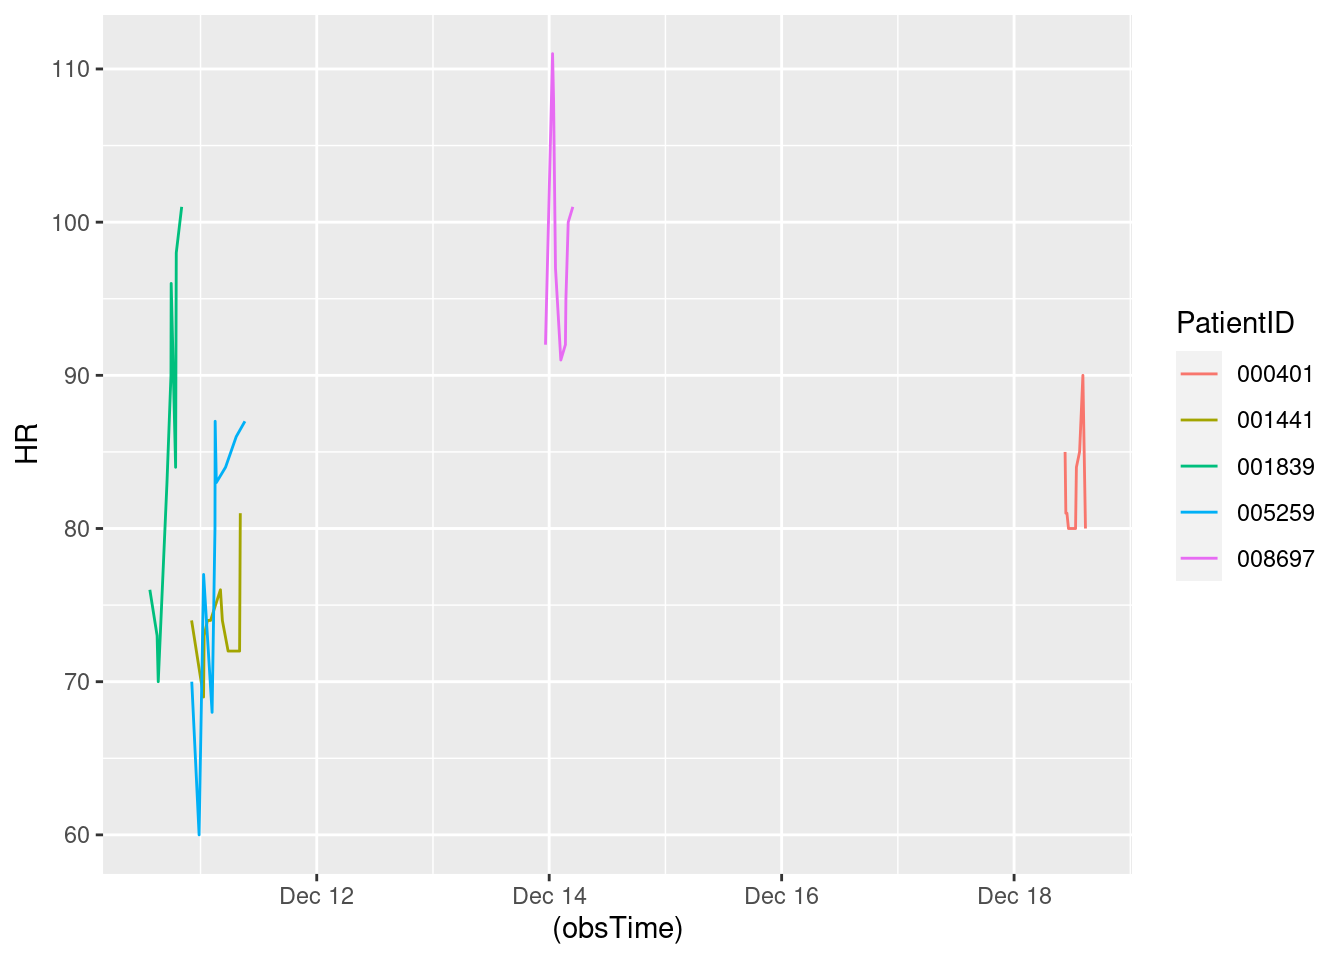 HR
110
100
90
80
70
60
Dec 12
Dec 14
Dec 16
Dec 18
(obsTime)
PatientID
000401
001441
001839
005259
008697